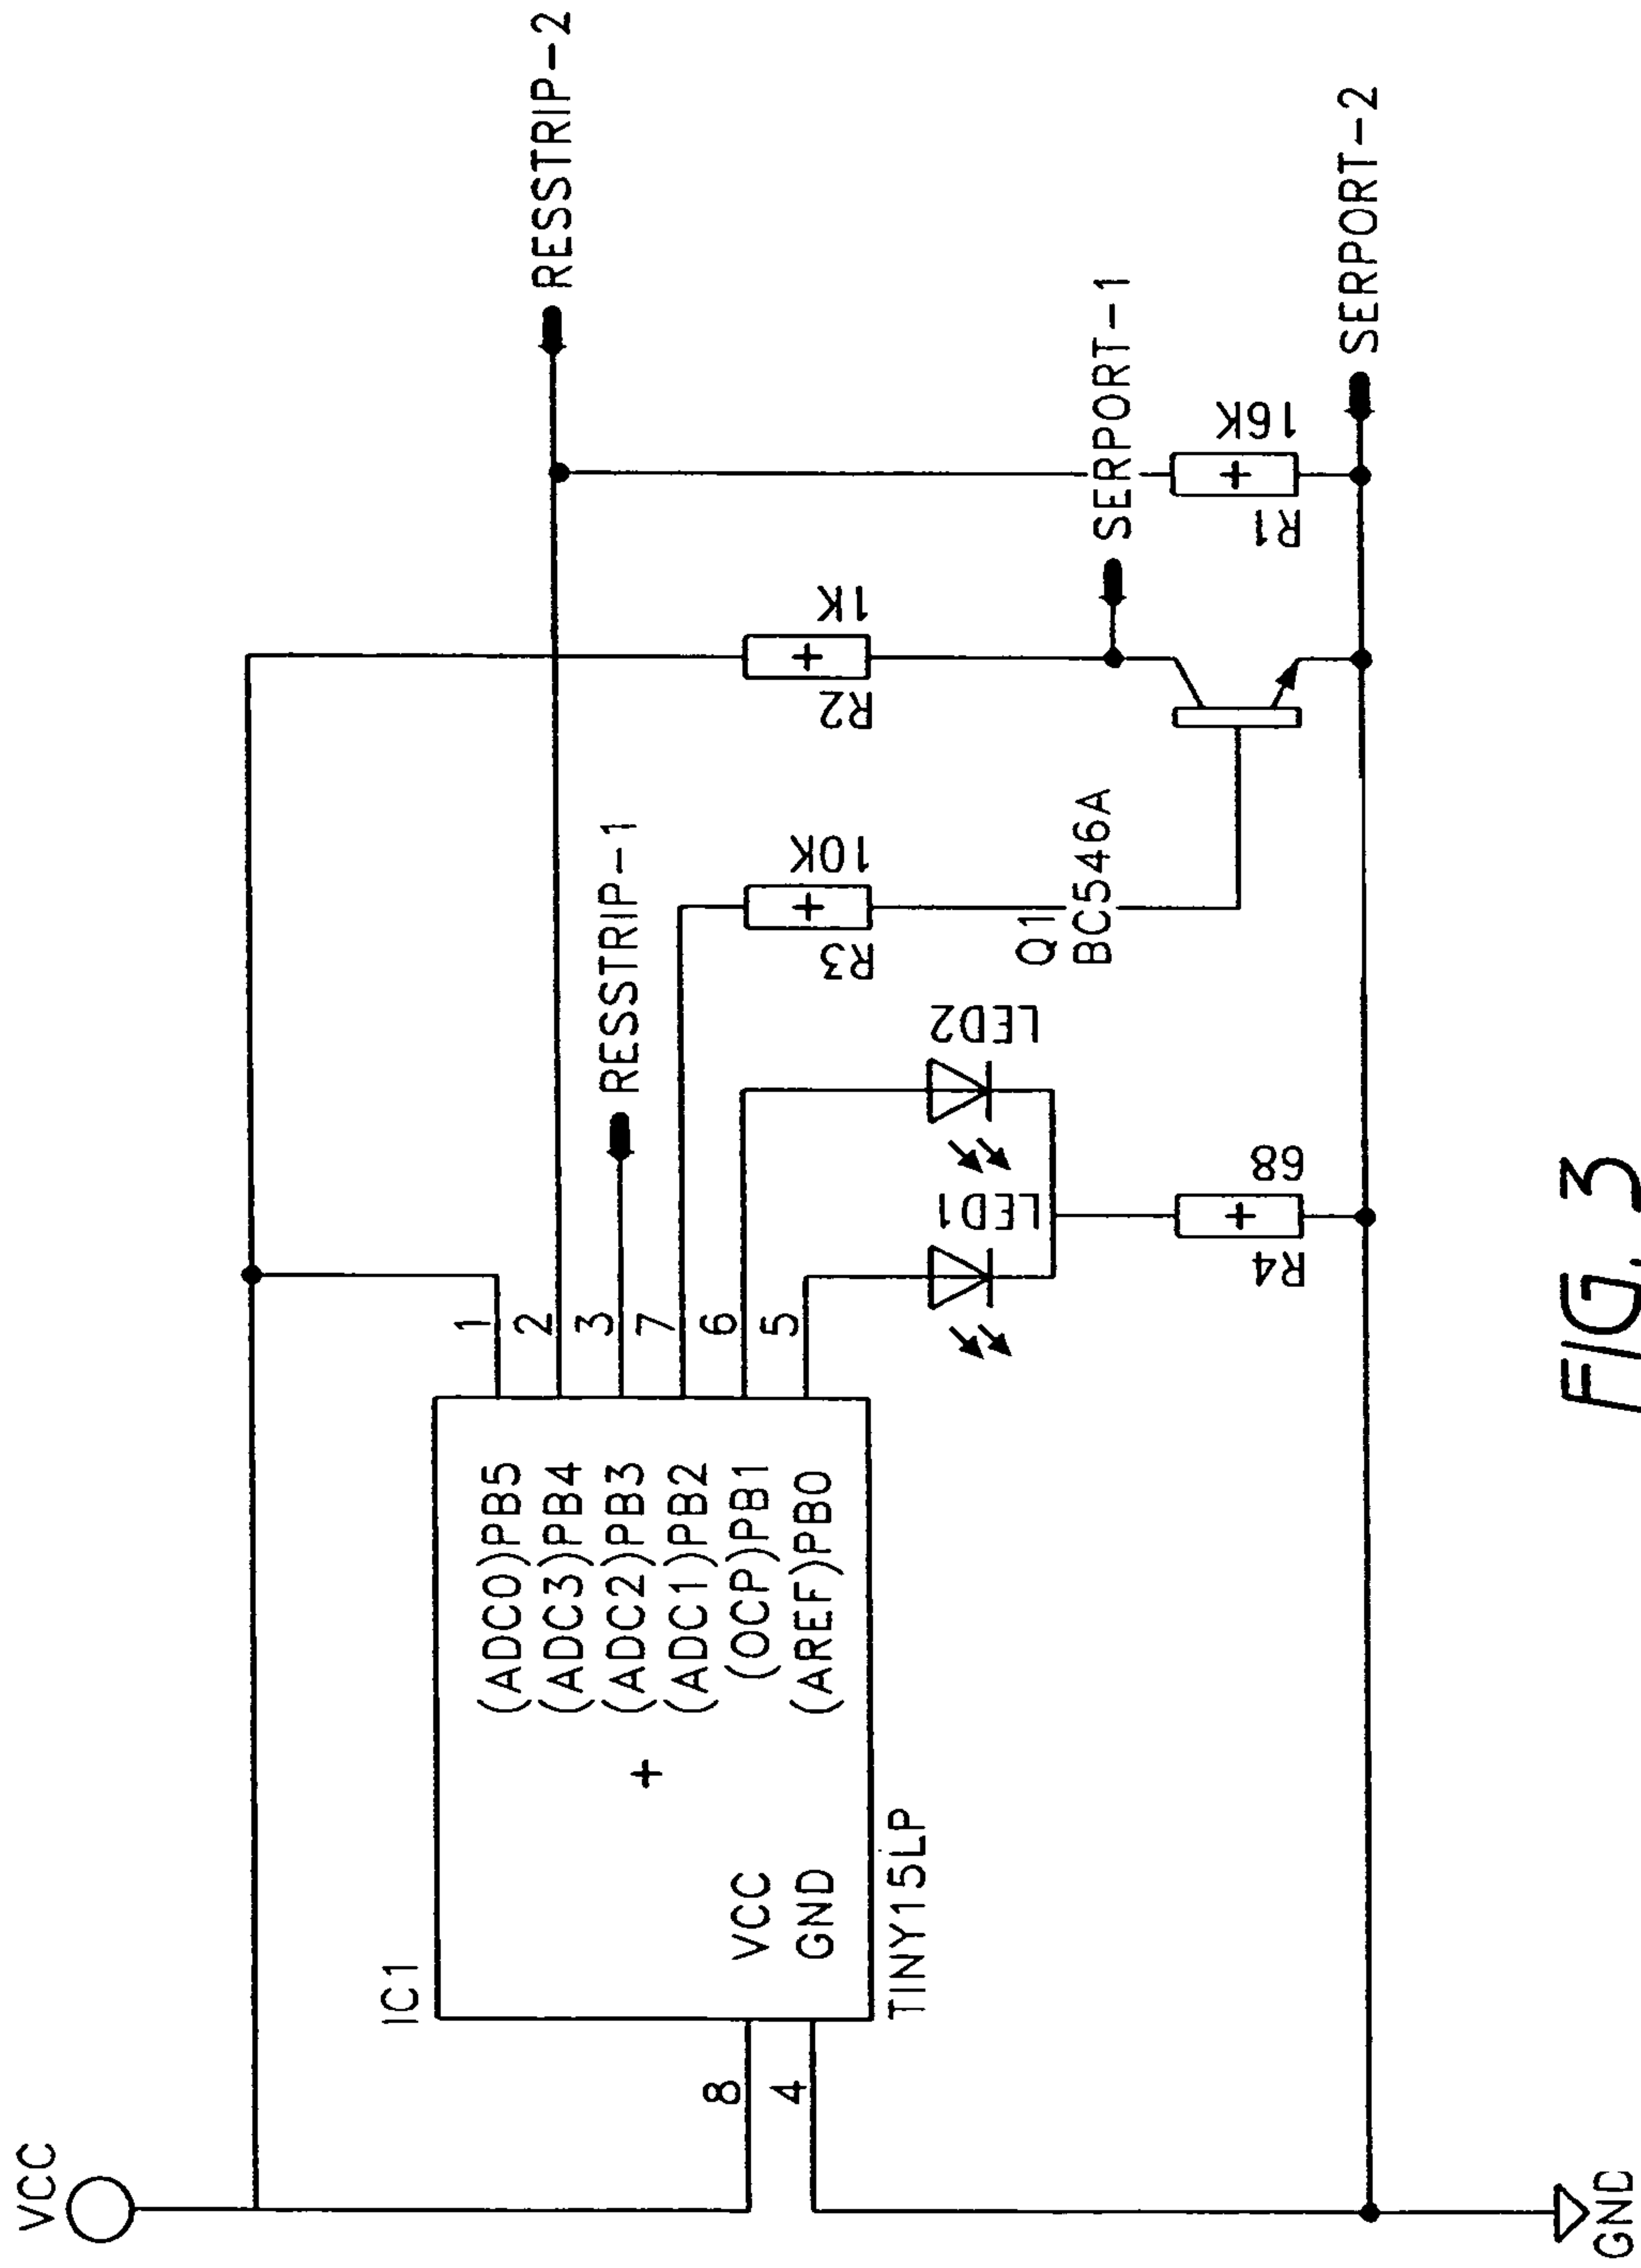 VCC
IC1
8
4
VCC
GND
TINY15LP
(ADC0)PB5
(ADC3)PB4
(ADC2)PB3
(ADC1)PB2
(OCP)PB1
(AREF)PB0
1
2
3
7
6
5
RESSTRIP-1
RESSTRIP-2
LED1
LED2
R4
68
R3
10K
Q1
BC546A
R2
1K
SERPORT-1
R1
16K
SERPORT-2
GND
FIG. 3